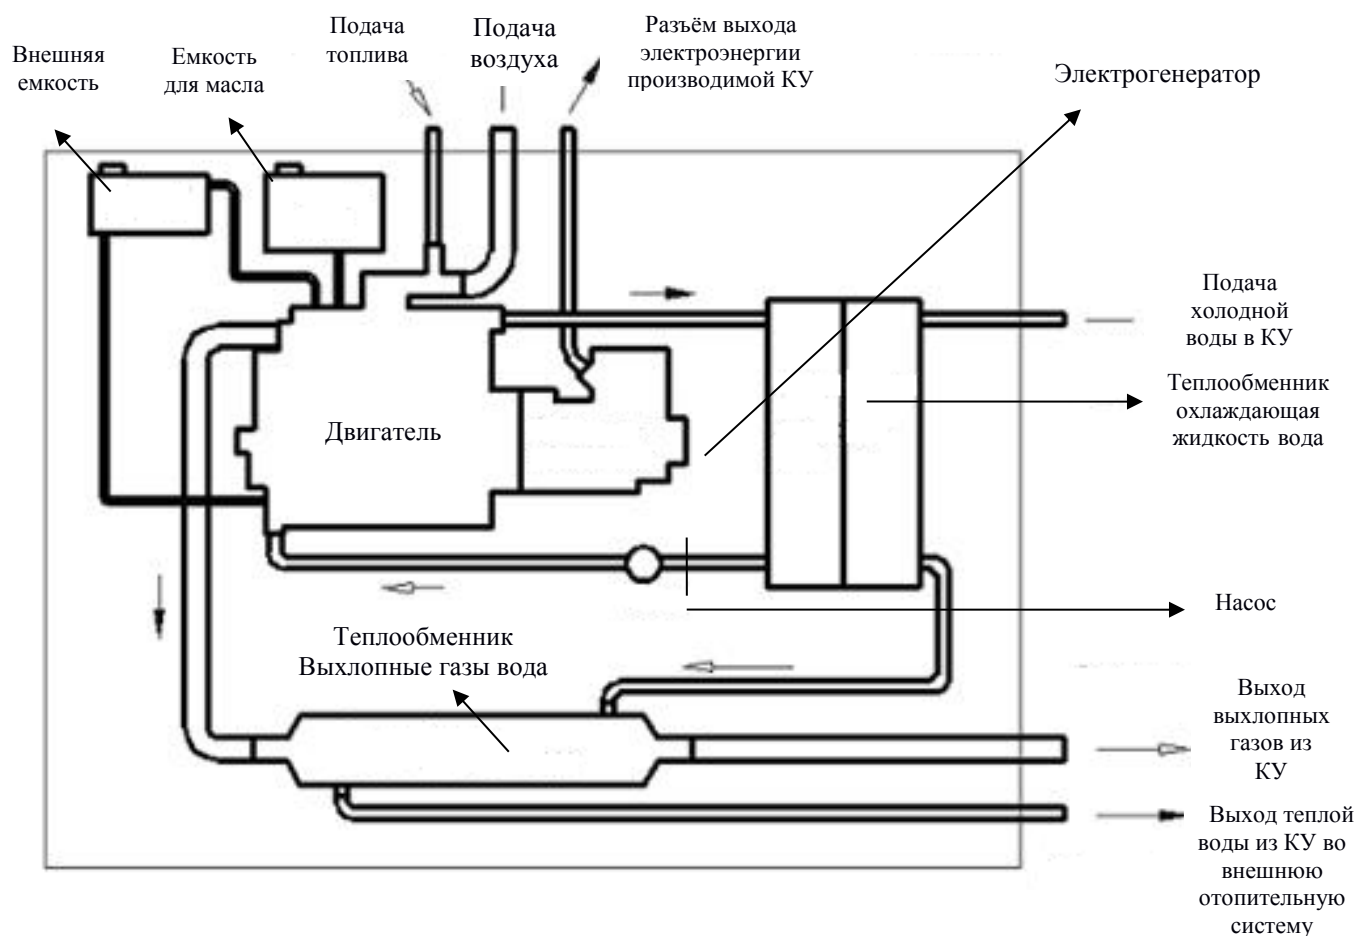 Внешняя
емкость
Емкость
для масла
Подача
топлива
Подача
воздуха
Разъём выхода
электроэнергии
производимой КУ
Электрогенератор
Подача
холодной
воды в КУ
Теплообменник
охлаждающая
жидкость вода
Двигатель
Насос
Теплообменник
Выхлопные газы вода
Выход
выхлопных
газов из
КУ
Выход теплой
воды из КУ во
внешнюю
отопительную
систему